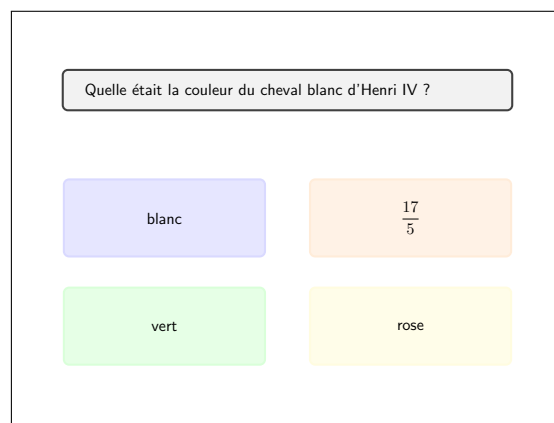 Quelle était la couleur du cheval blanc d'Henri IV ?
blanc
17
5
vert
rose